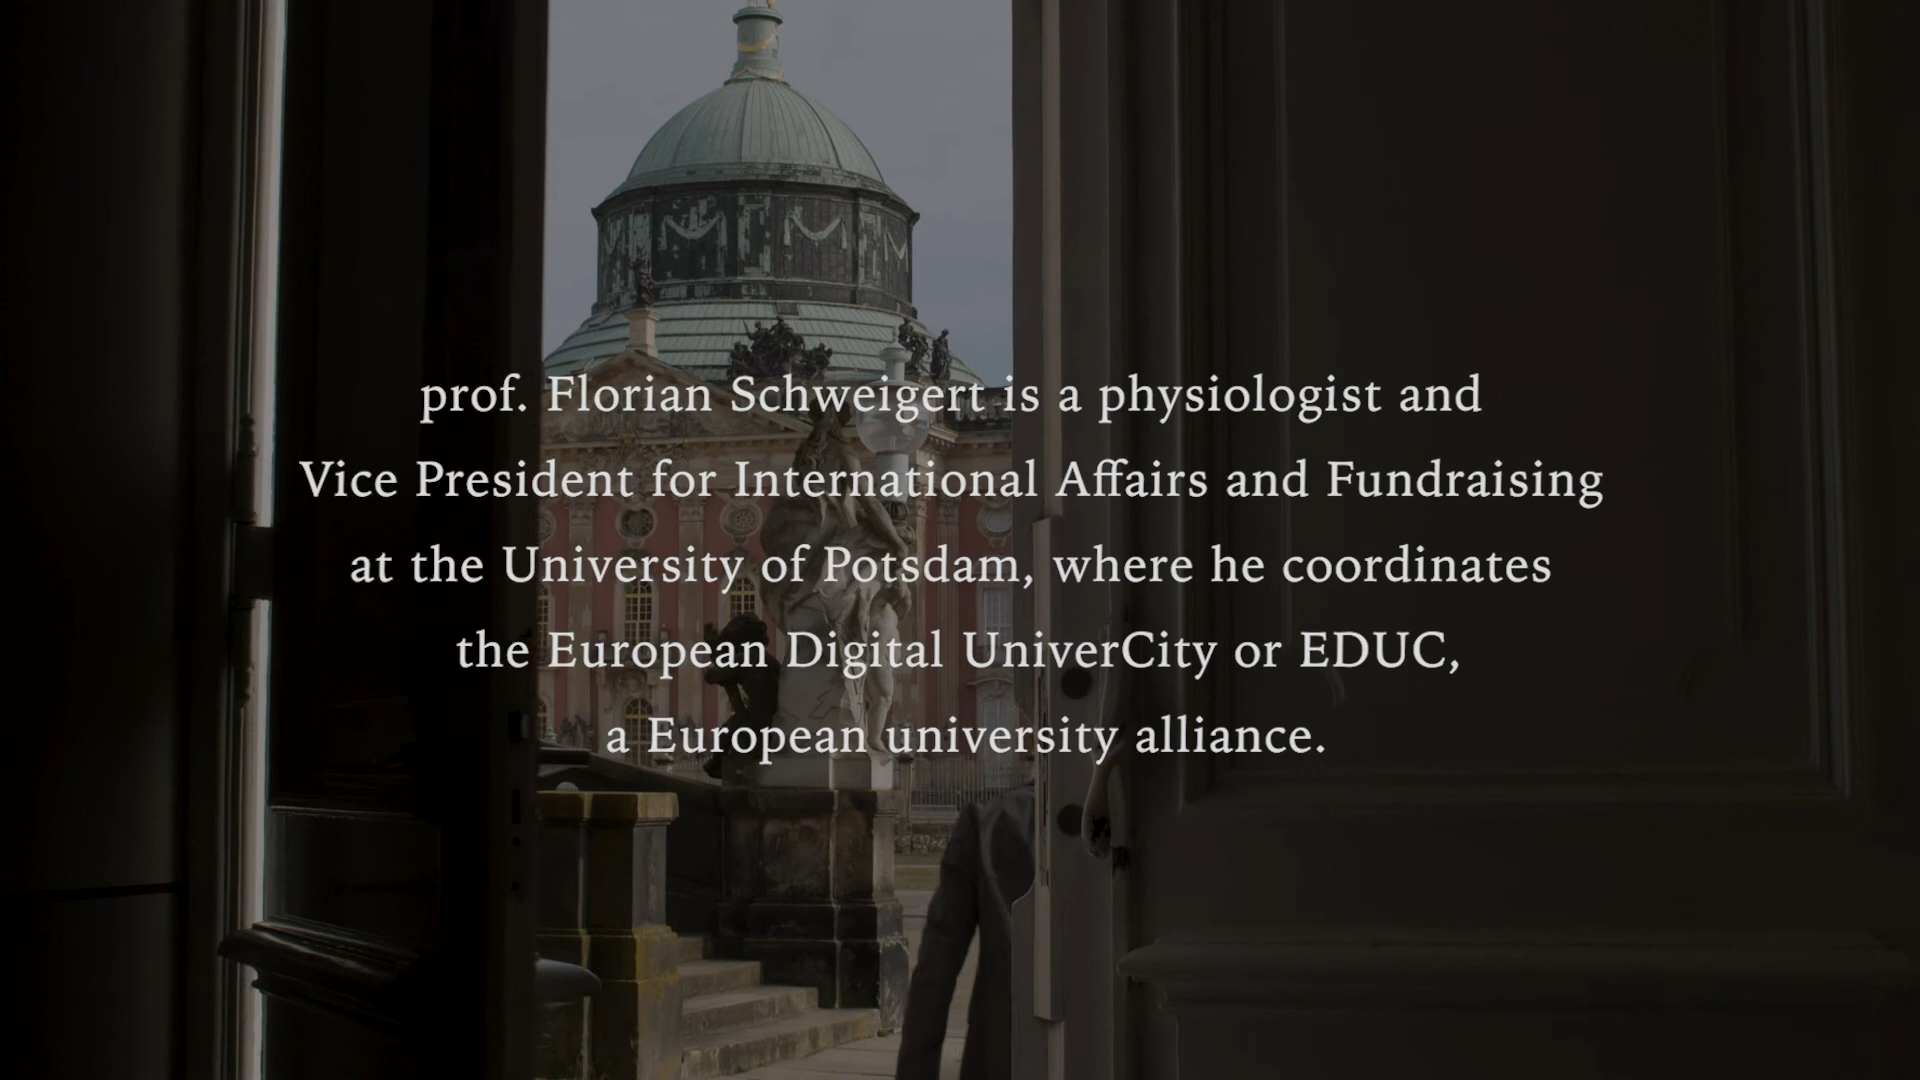 prof. Florian Schweigert is a physiologist and
Vice President for International Affairs and Fundraising
at the University of Potsdam, where he coordinates
the European Digital UniverCity or EDUC,
a European university alliance.